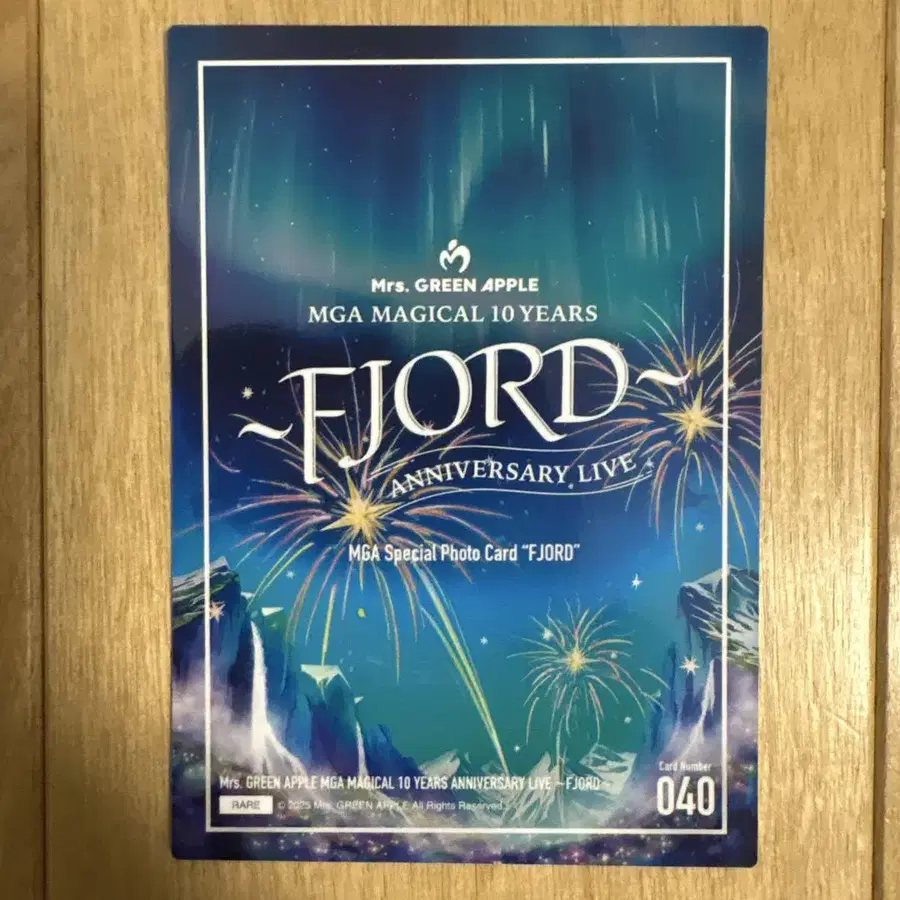 Mrs. GREEN APPLE
MGA MAGICAL 10 YEARS
~FJORD~
ANNIVERSARY LIVE
MGA Special Photo Card "FJORD"
Mrs. GREEN APPLE MGA MAGICAL 10 YEARS ANNIVERSARY LIVE ~FJORD~
RARE © 2025 Mrs. GREEN APPLE All Rights Reserved.
Card Number
040